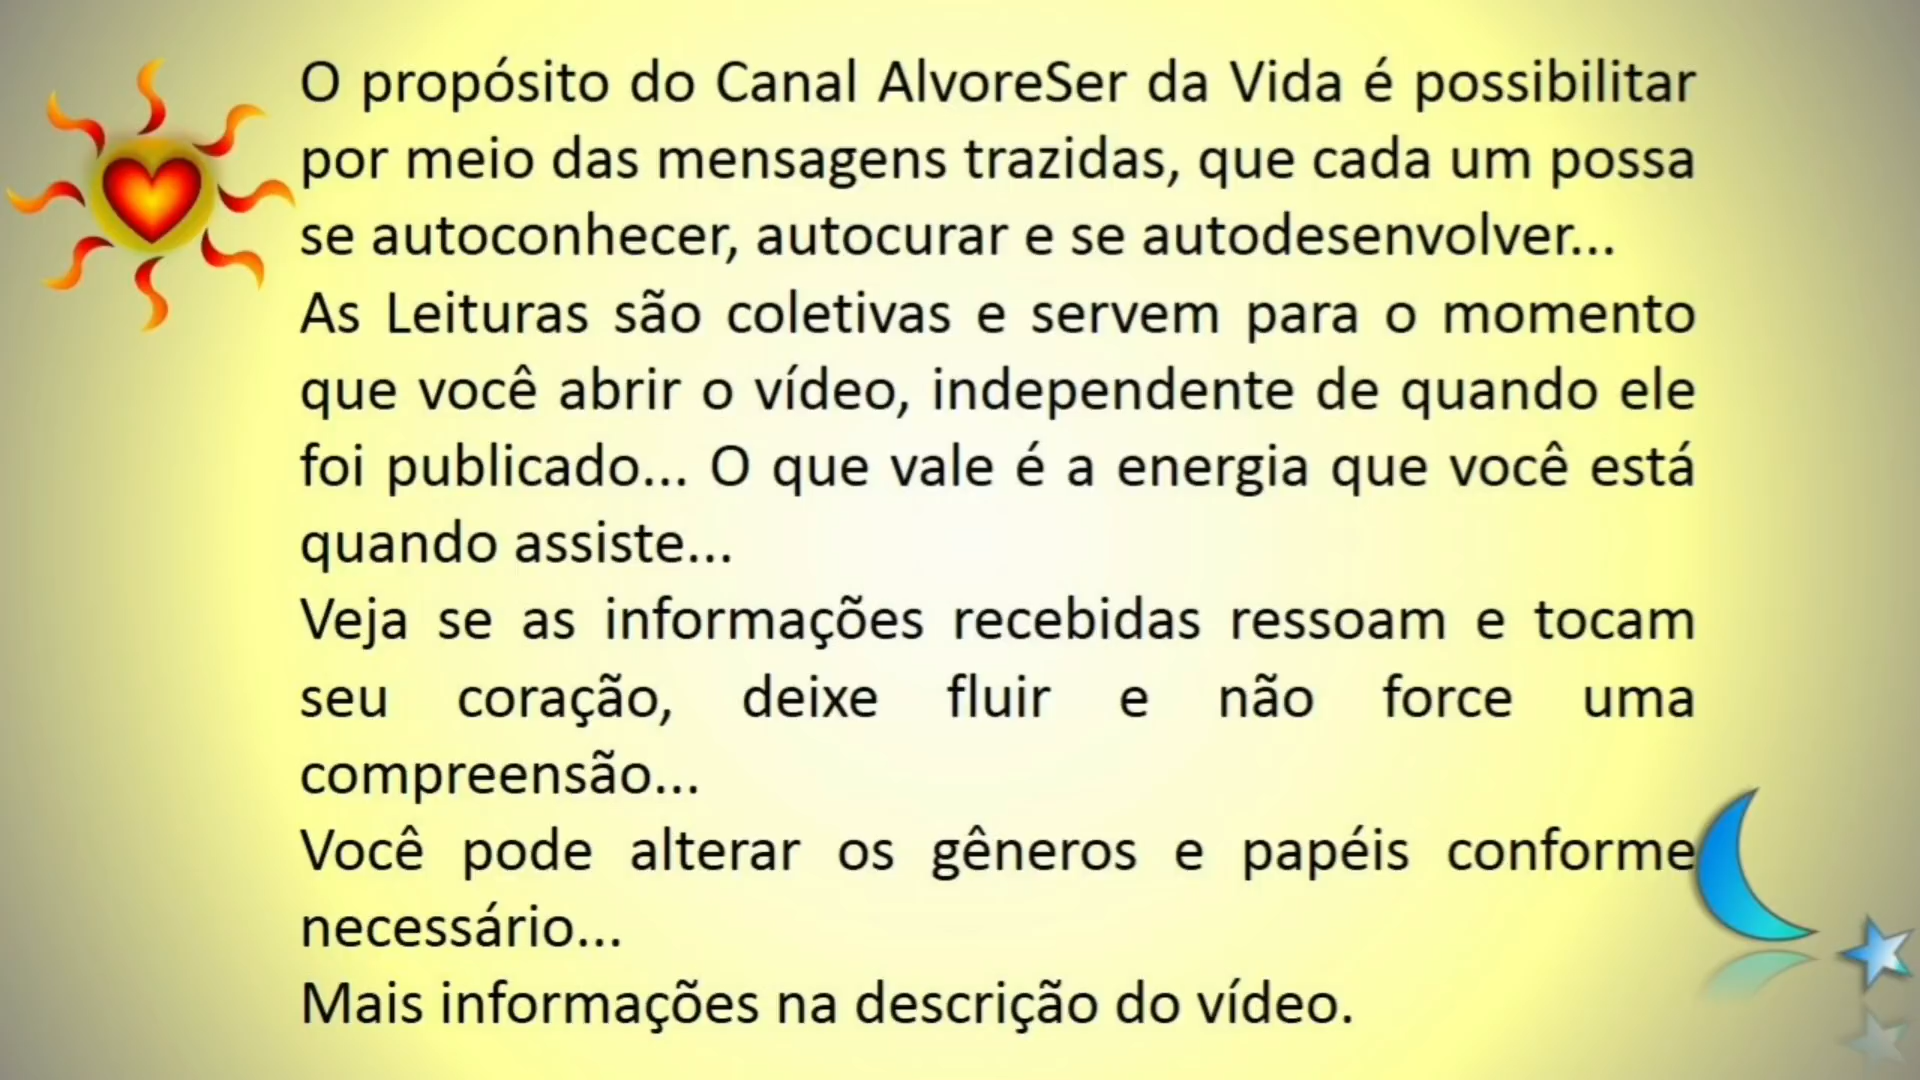 O propósito do Canal AlvoreSer da Vida é possibilitar
por meio das mensagens trazidas, que cada um possa
se autoconhecer, autocurar e se autodesenvolver...
As Leituras são coletivas e servem para o momento
que você abrir o vídeo, independente de quando ele
foi publicado... O que vale é a energia que você está
quando assiste...
Veja se as informações recebidas ressoam e tocam
seu coração, deixe fluir e não force uma
compreensão...
Você pode alterar os gêneros e papéis conforme
necessário...
Mais informações na descrição do vídeo.